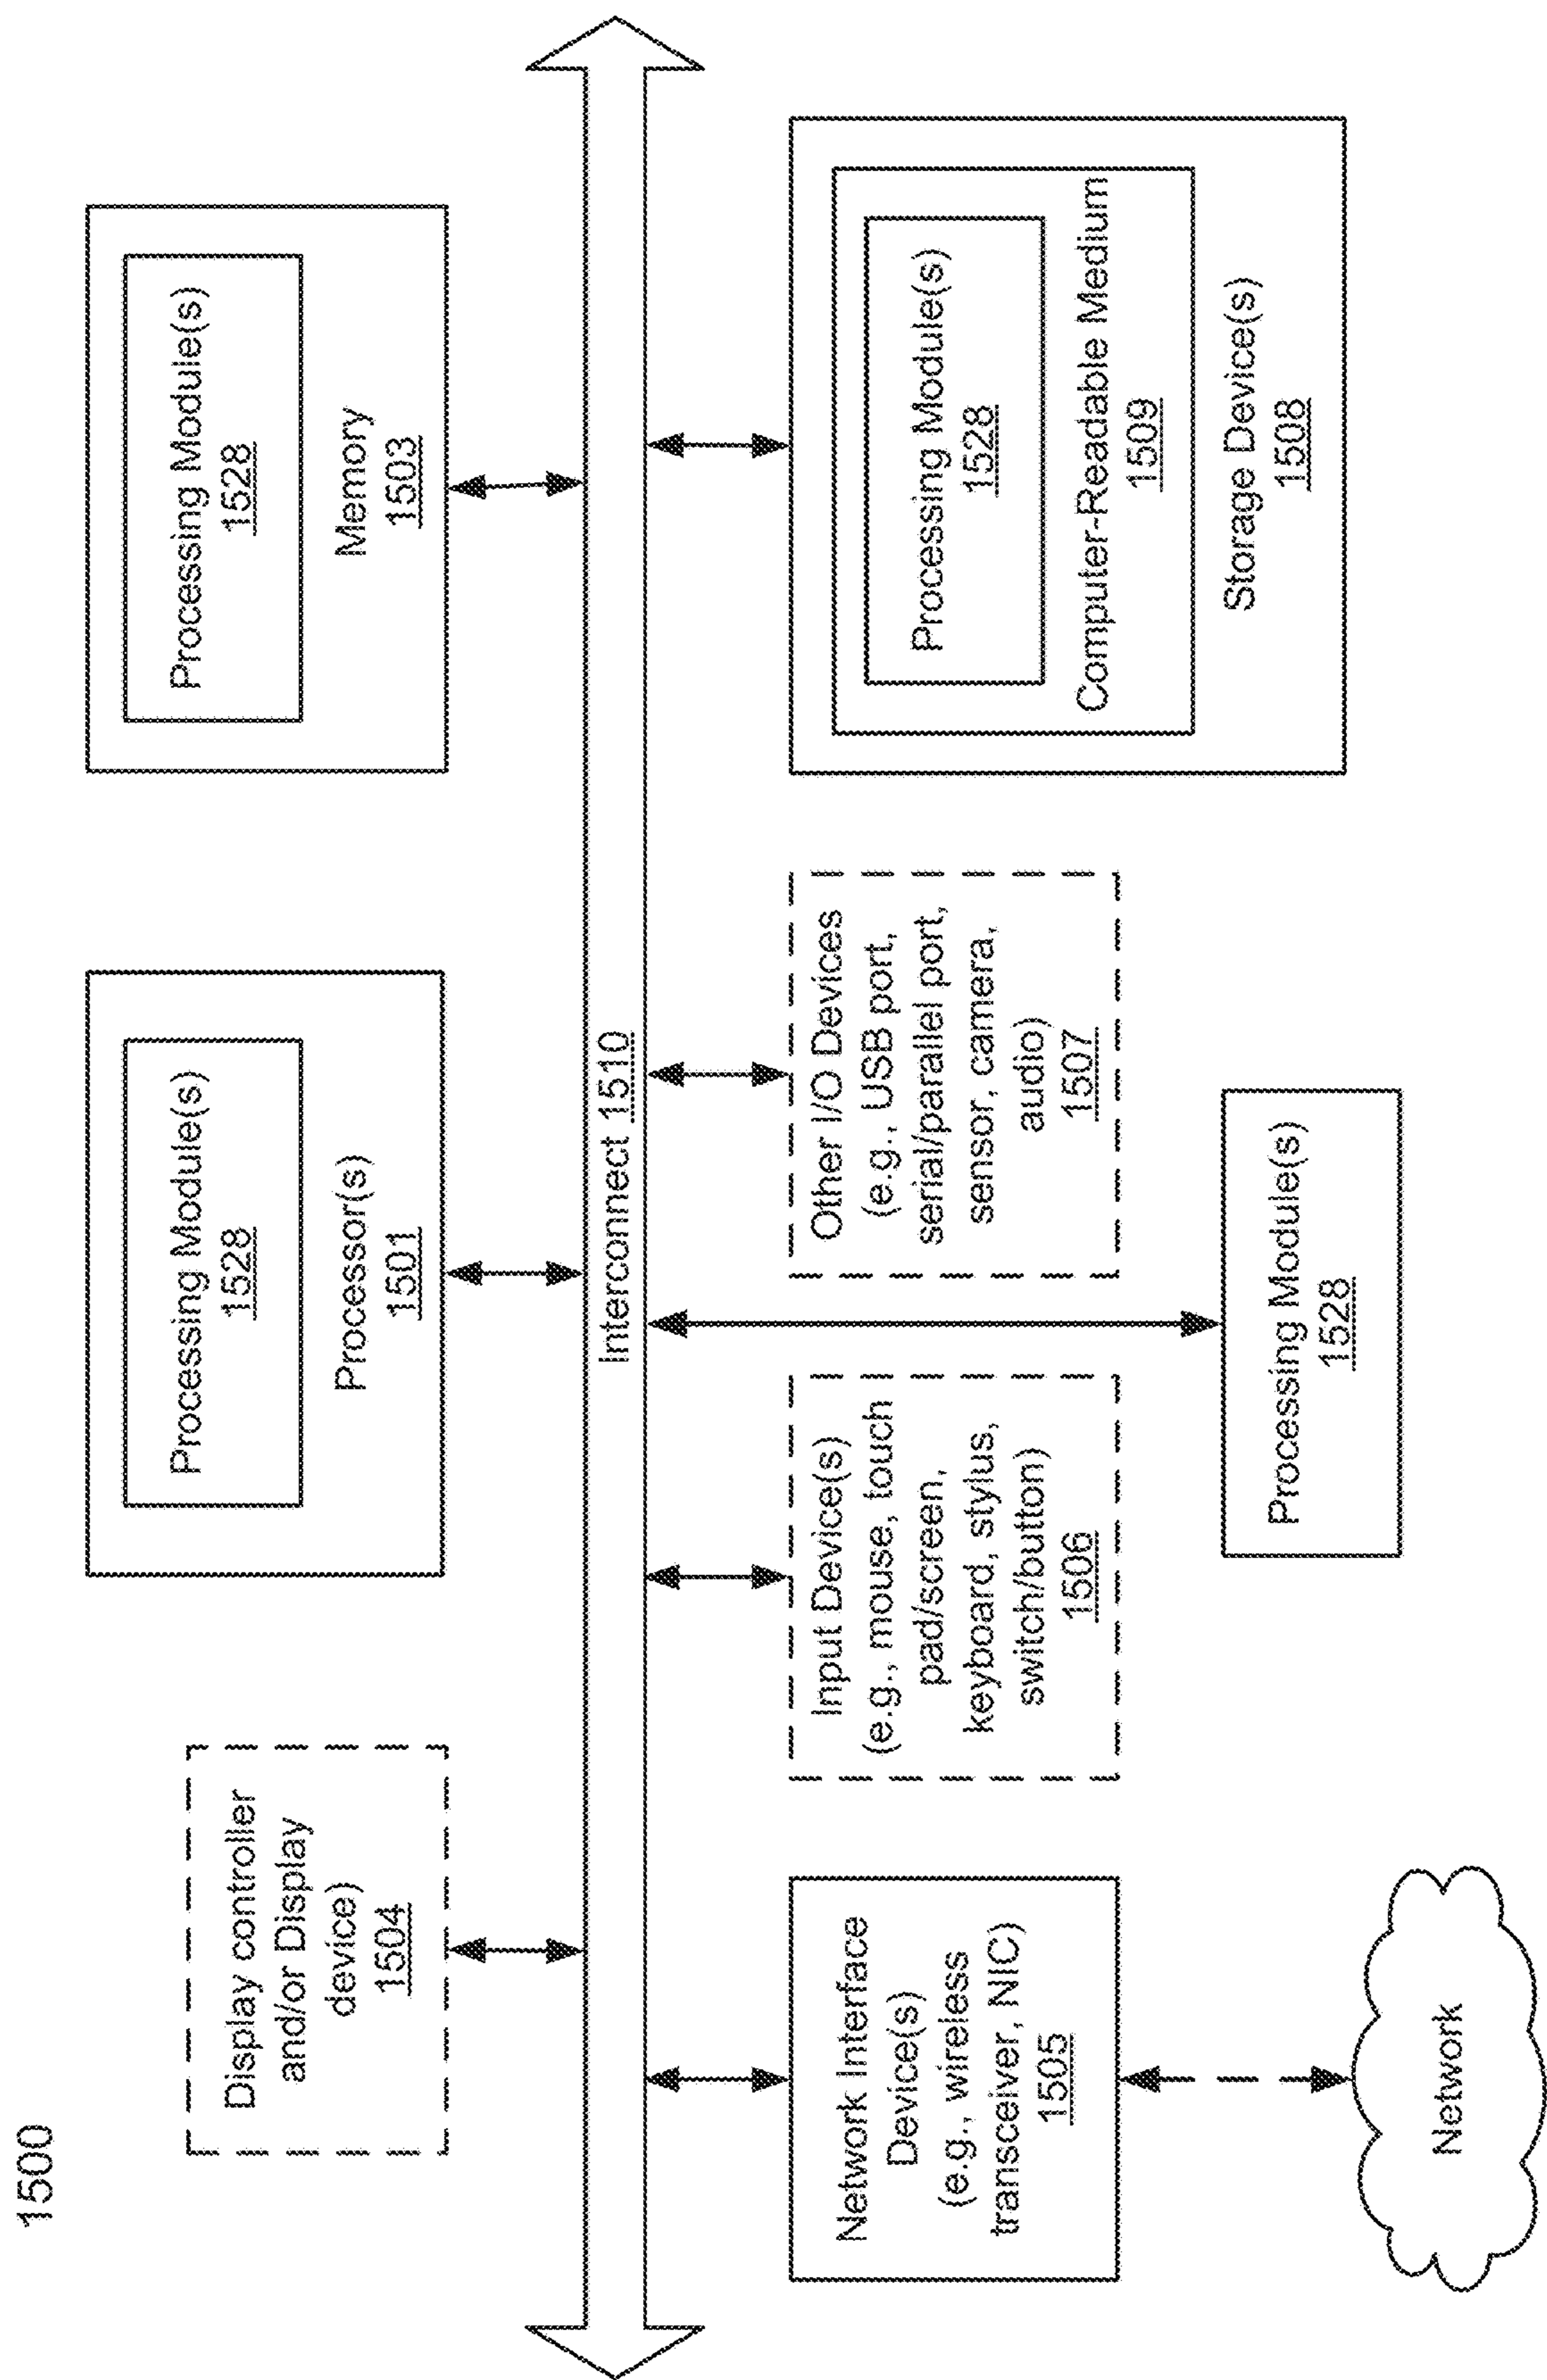 1500
Display controller
and/or Display
device)
1504
Processing Module(s)
1528
Processor(s)
1501
Processing Module(s)
1528
Memory
1503
Interconnect 1510
Network Interface
Device(s)
(e.g., wireless
transceiver, NIC)
1505
Input Device(s)
(e.g., mouse, touch
pad/screen,
keyboard, stylus,
switch/button)
1506
Other I/O Devices
(e.g., USB port,
serial/parallel port,
sensor, camera,
audio)
1507
Processing Module(s)
1528
Computer-Readable Medium
1509
Storage Device(s)
1508
Network
Processing Module(s)
1528